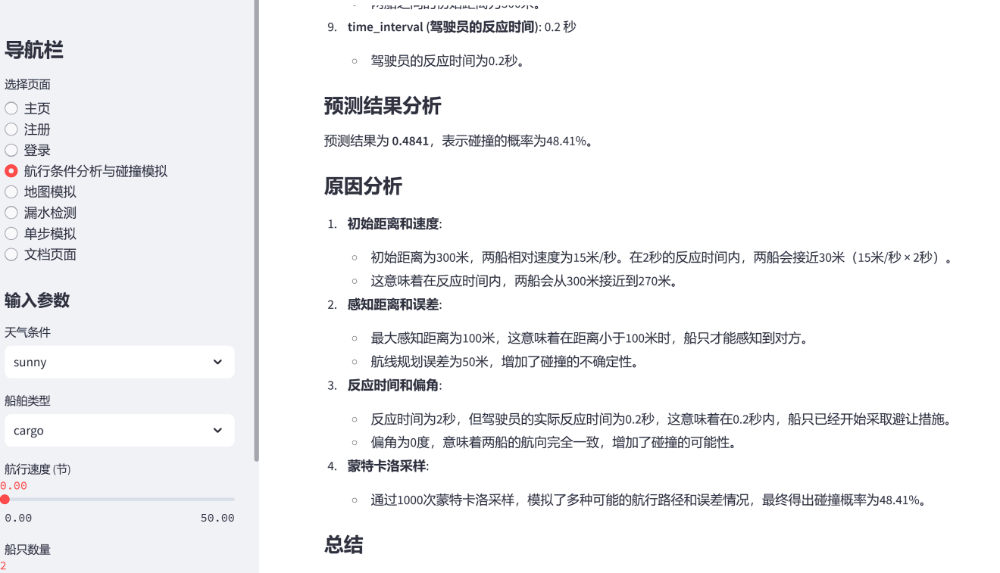 导航栏
选择页面
主页
注册
登录
航行条件分析与碰撞模拟
地图模拟
漏水检测
单步模拟
文档页面
输入参数
天气条件
sunny
船舶类型
cargo
航行速度 (节)
0.00
0.00 50.00
船只数量
2
两船之间的初始距离为300米。
9. time_interval (驾驶员的反应时间): 0.2 秒
驾驶员的反应时间为0.2秒。
预测结果分析
预测结果为 0.4841，表示碰撞的概率为48.41%。
原因分析
1. 初始距离和速度:
初始距离为300米，两船相对速度为15米/秒。在2秒的反应时间内，两船会接近30米（15米/秒 × 2秒）。
这意味着在反应时间内，两船会从300米接近到270米。
2. 感知距离和误差:
最大感知距离为100米，这意味着在距离小于100米时，船只才能感知到对方。
航线规划误差为50米，增加了碰撞的不确定性。
3. 反应时间和偏角:
反应时间为2秒，但驾驶员的实际反应时间为0.2秒，这意味着在0.2秒内，船只已经开始采取避让措施。
偏角为0度，意味着两船的航向完全一致，增加了碰撞的可能性。
4. 蒙特卡洛采样:
通过1000次蒙特卡洛采样，模拟了多种可能的航行路径和误差情况，最终得出碰撞概率为48.41%。
总结